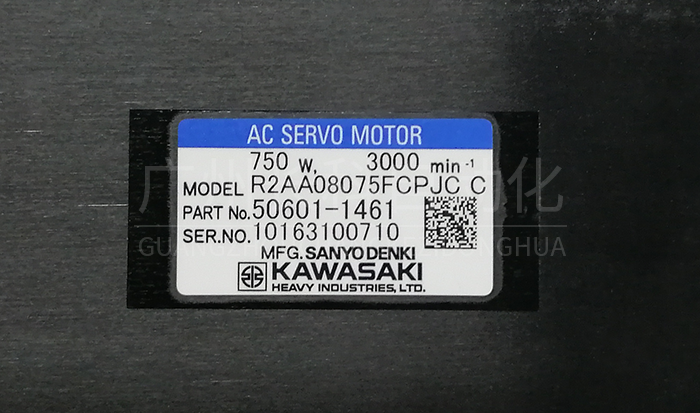 AC SERVO MOTOR
750 W, 3000 min -1
MODEL R2AA08075FCPJC C
PART No. 50601-1461
SER.NO. 10163100710
MFG. SANYO DENKI
KAWASAKI
HEAVY INDUSTRIES, LTD.